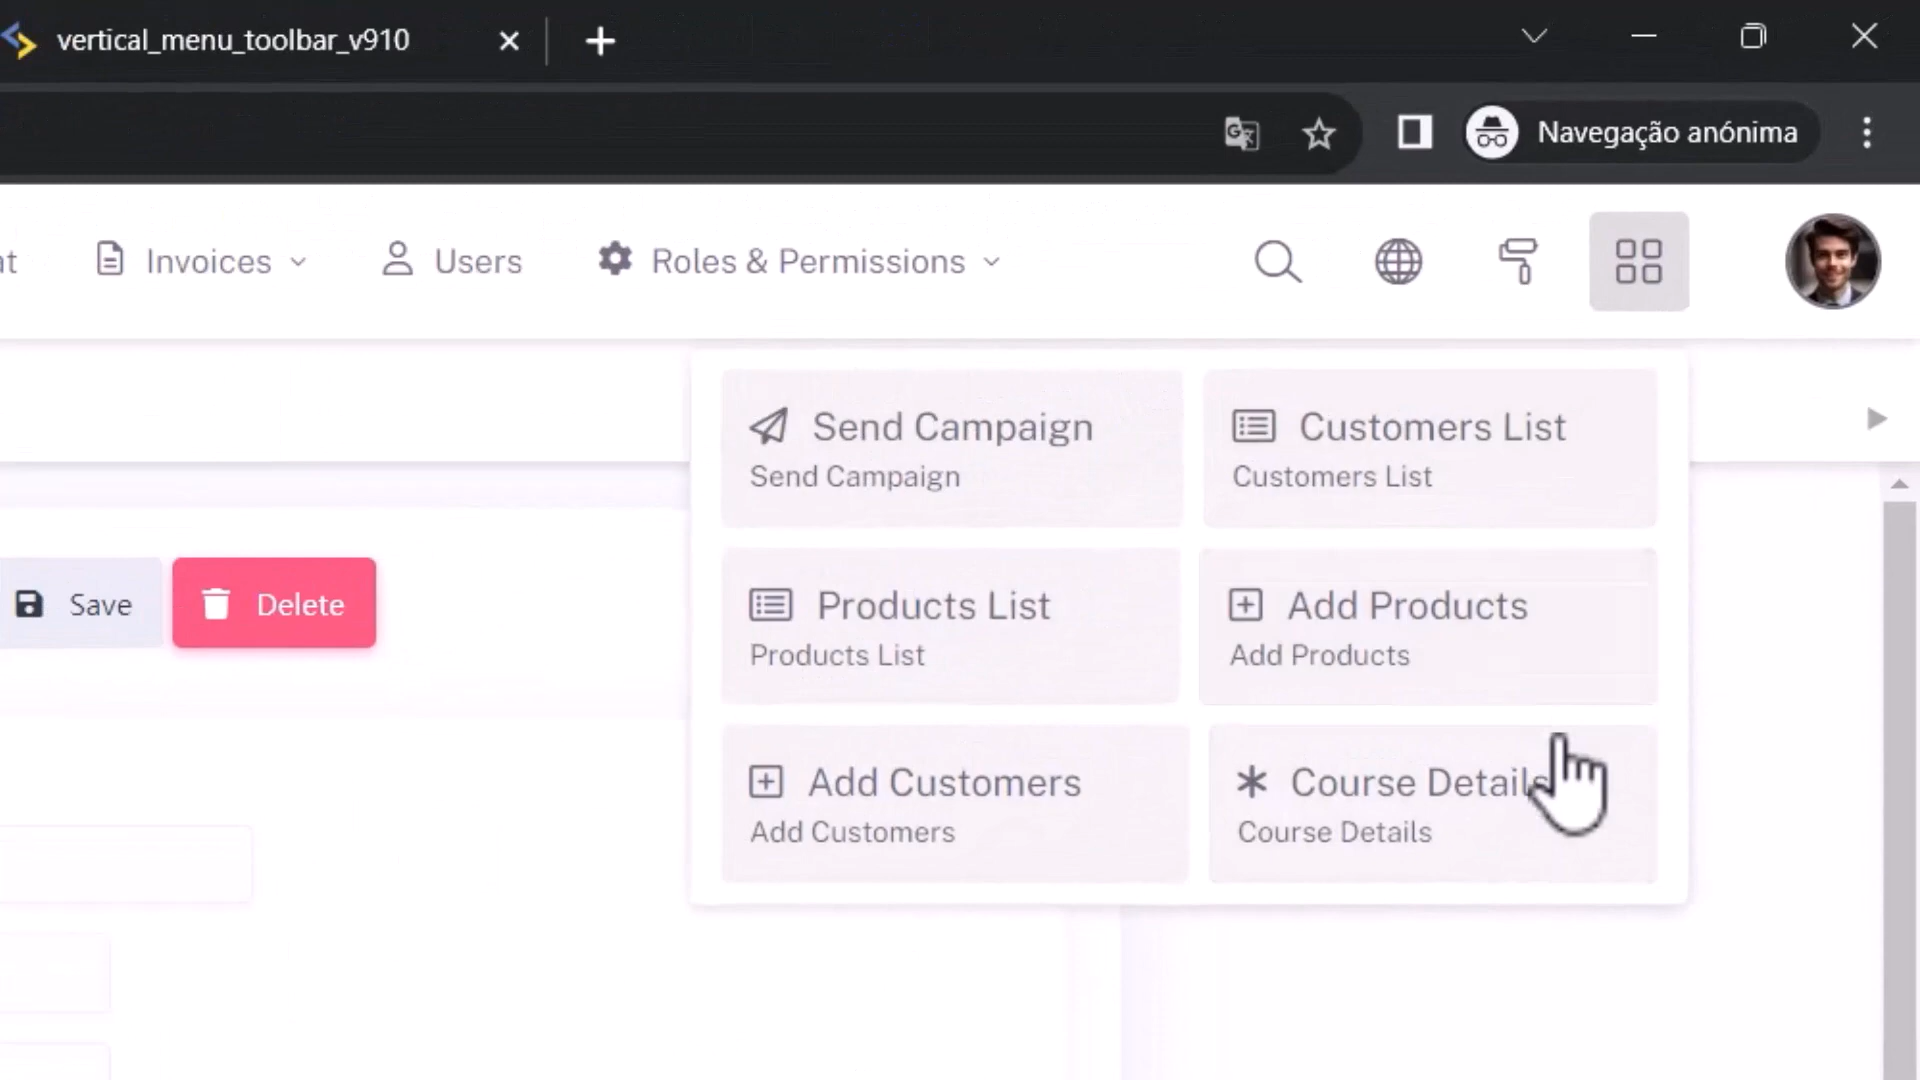 vertical_menu_toolbar_v910
Navegação anónima
nt Invoices Users Roles & Permissions
Send Campaign
Send Campaign
Customers List
Customers List
Save
Delete
Products List
Products List
Add Products
Add Products
Add Customers
Add Customers
Course Details
Course Details